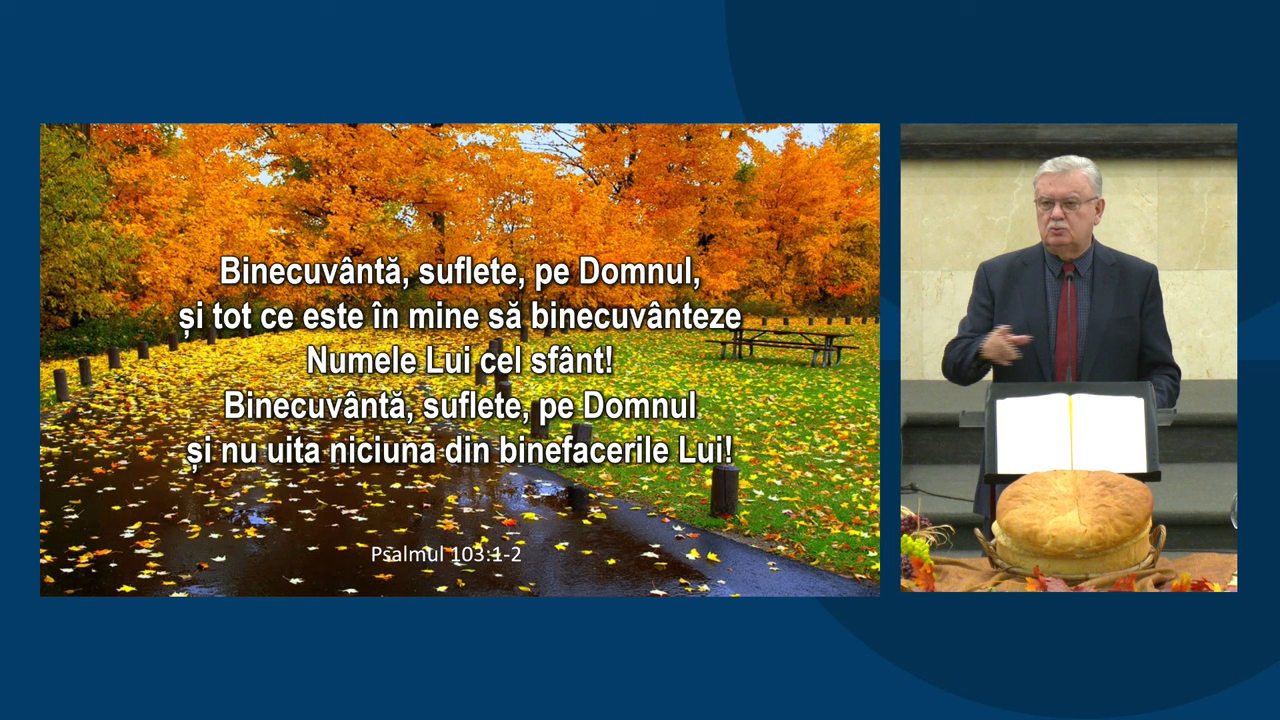 Binecuvântă, suflete, pe Domnul,
și tot ce este în mine să binecuvânteze
Numele Lui cel sfânt!
Binecuvântă, suflete, pe Domnul
și nu uita niciuna din binefacerile Lui!
Psalmul 103:1-2